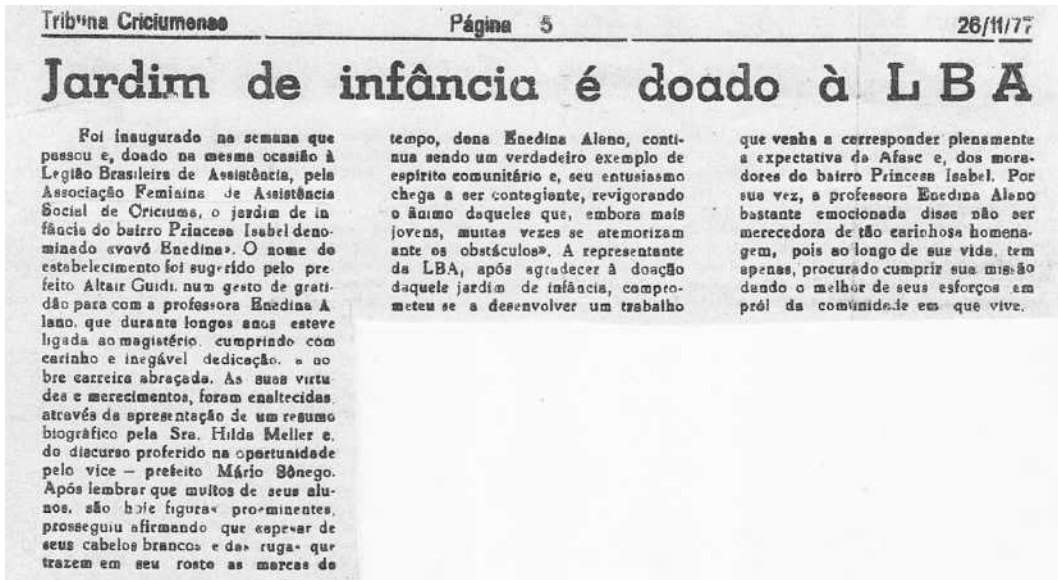 Tribuna Criciumense Página 5 26/11/77
Jardim de infância é doado à LBA
Foi inaugurado na semana que
passou e, doado na mesma ocasião à
Legião Brasileira de Assistência, pela
Associação Feminina de Assistência
Social de Criciuma, o jardim de in
fância do bairro Princesa Isabel deno-
minado «vovó Enedina». O nome do
estabelecimento foi sugerido pelo pre
feito Altair Guidi, num gesto de grati-
dão para com a professora Enedina A
lano, que durante longos anos esteve
ligada ao magistério, cumprindo com
carinho e inegável dedicação, a no
bre carreira abraçada. As suas virtu
des e merecimentos, foram enaltecidas,
através da apresentação de um resumo
biográfico pela Sra. Hilda Meller e,
do discurso proferido na oportunidade
pelo vice — prefeito Mário Sônego.
Após lembrar que muitos de seus alu-
nos, são hoje figuras pro-minentes,
prosseguiu afirmando que «apesar de
seus cabelos brancos e das rugas que
trazem em seu rosto as marcas do
tempo, dona Enedina Alano, conti-
nua sendo um verdadeiro exemplo de
espírito comunitário e, seu entusiasmo
chega a ser contagiante, revigorando
o ânimo daqueles que, embora mais
jovens, muitas vezes se atemorizam
ante os obstáculos». A representante
da LBA, após agradecer à doação
daquele jardim de infância, compro-
meteu se a desenvolver um trabalho
que venha a corresponder plenamente
a expectativa da Afasc e, dos mora-
dores do bairro Princesa Isabel. Por
sua vez, a professora Enedina Alano
bastante emocionada disse não ser
merecedora de tão carinhosa homena-
gem, pois ao longo de sua vida, tem
apenas, procurado cumprir sua missão
dando o melhor de seus esforços em
pról da comunidade em que vive.